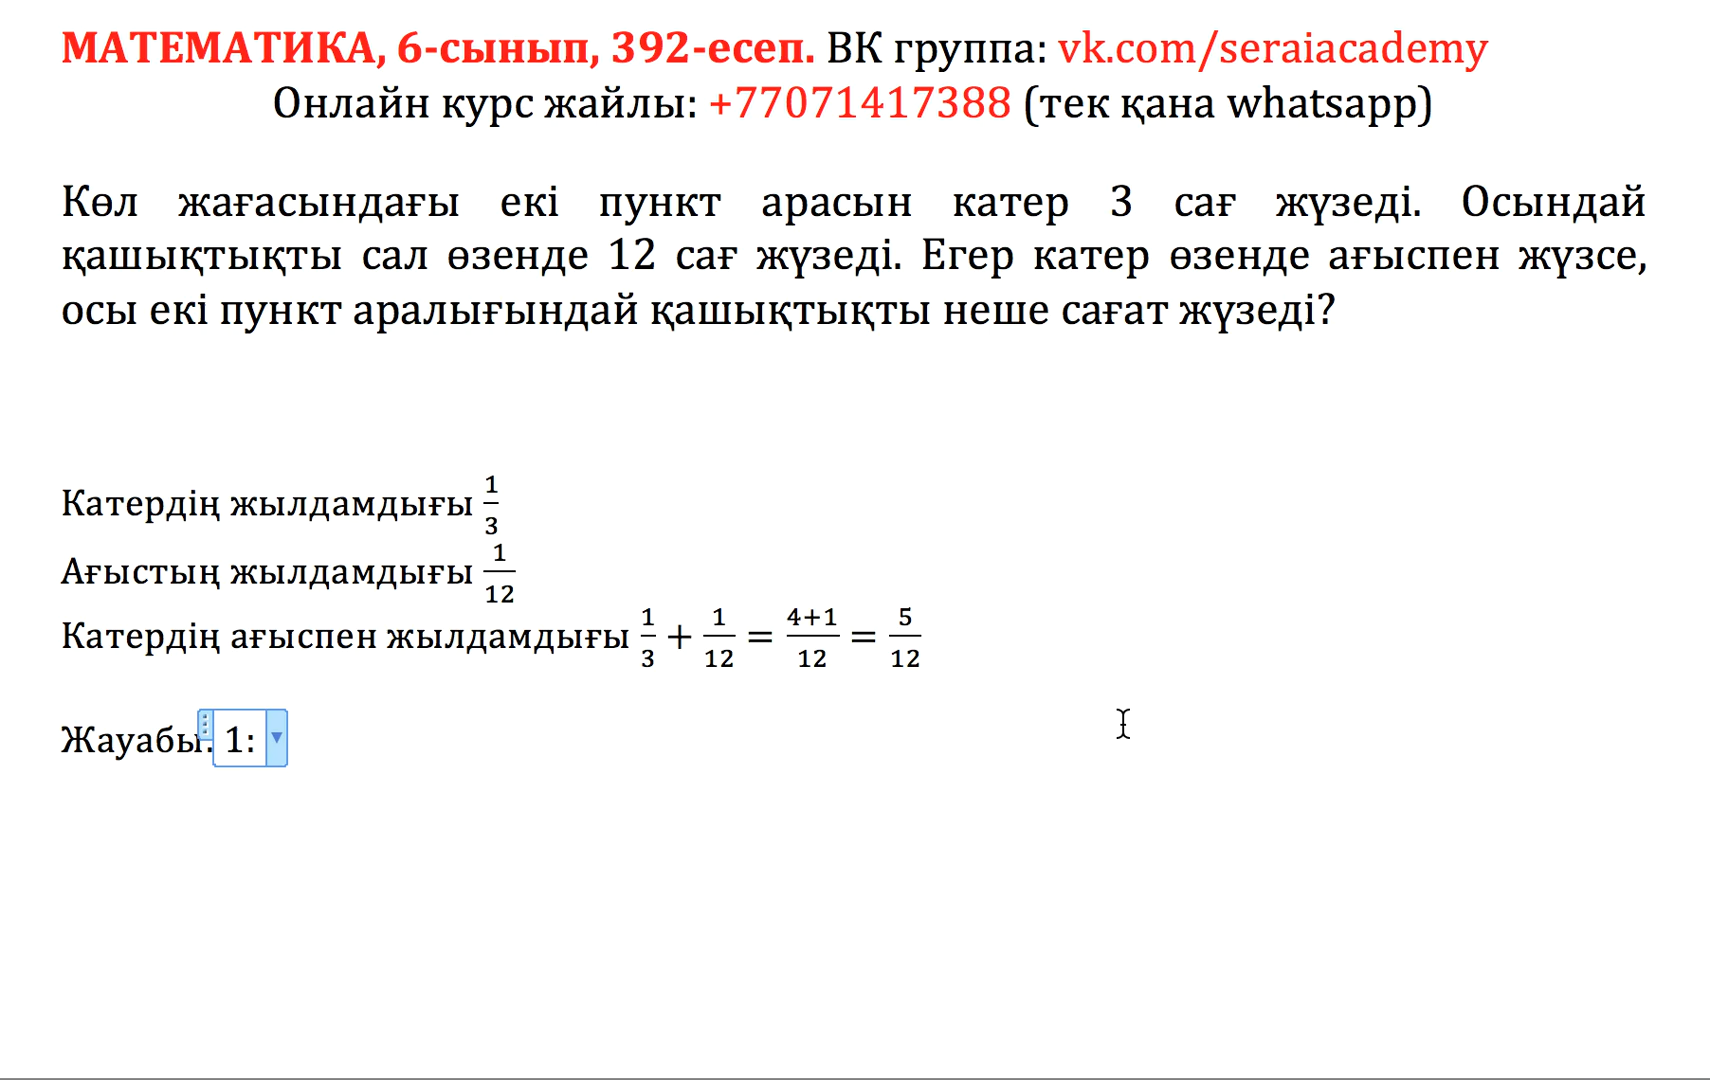 МАТЕМАТИКА, 6-сынып, 392-есеп. ВК группа: vk.com/seraiacademy
Онлайн курс жайлы: +77071417388 (тек қана whatsapp)
Көл жағасындағы екі пункт арасын катер 3 сағ жүзеді. Осындай
қашықтықты сал өзенде 12 сағ жүзеді. Егер катер өзенде ағыспен жүзсе,
осы екі пункт аралығындай қашықтықты неше сағат жүзеді?
Катердің жылдамдығы 1/3
Ағыстың жылдамдығы 1/12
Катердің ағыспен жылдамдығы 1/3 + 1/12 = 4+1/12 = 5/12
Жауабы: 1: